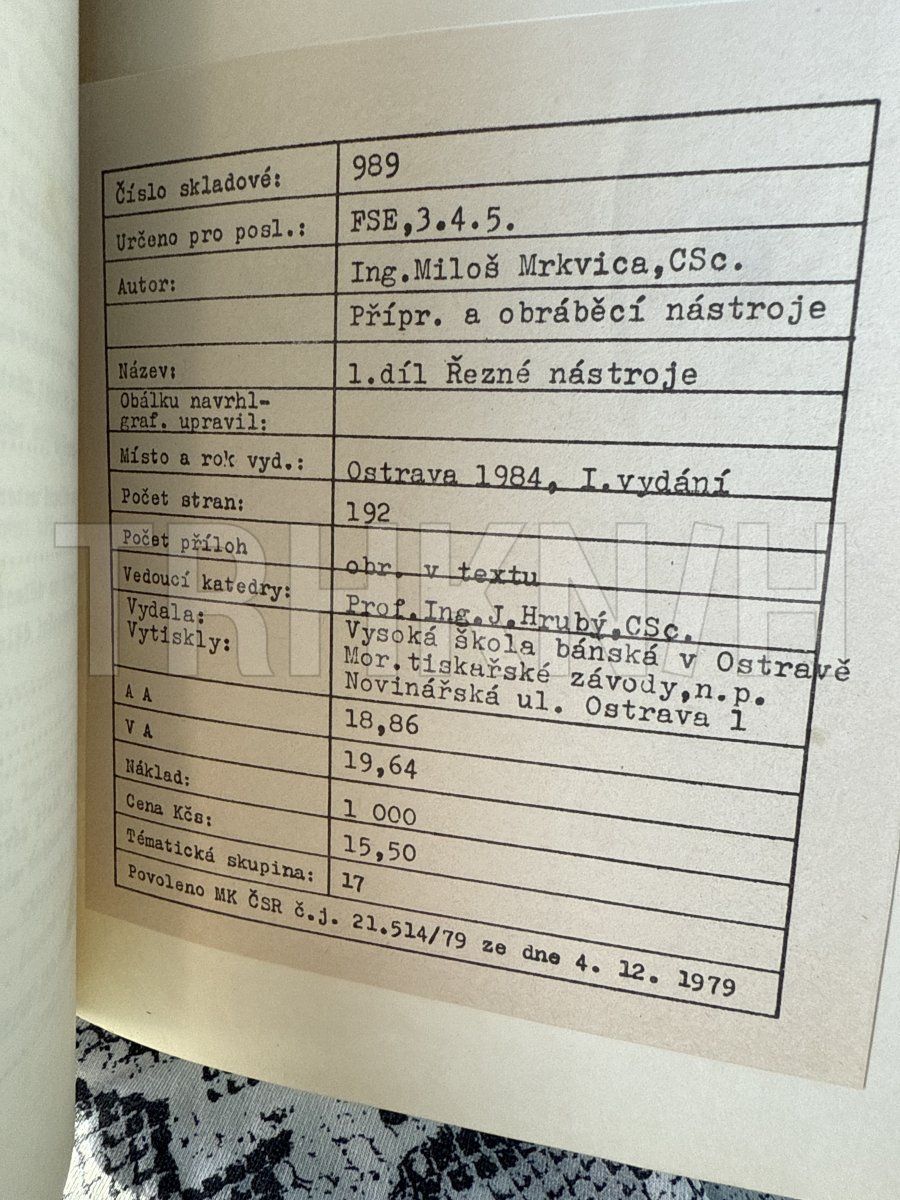 Číslo skladové: 989
Určeno pro posl.: FSE,3.4.5.
Autor: Ing.Miloš Mrkvica,CSc.
Přípr. a obráběcí nástroje
Název: 1.díl Řezné nástroje
Obálku navrhl-
graf. upravil:
Místo a rok vyd.: Ostrava 1984, I.vydání
Počet stran: 192
Počet příloh obr. v textu
Vedoucí katedry: Prof.Ing.J.Hrubý,CSc.
Vydala: Vysoká škola báňská v Ostravě
Vytiskly: Mor.tiskařské závody,n.p.
Novinářská ul. Ostrava 1
A A 18,86
V A 19,64
Náklad: 1 000
Cena Kčs: 15,50
Tématická skupina: 17
Povoleno MK ČSR č.j. 21.514/79 ze dne 4. 12. 1979
TRHKNIH